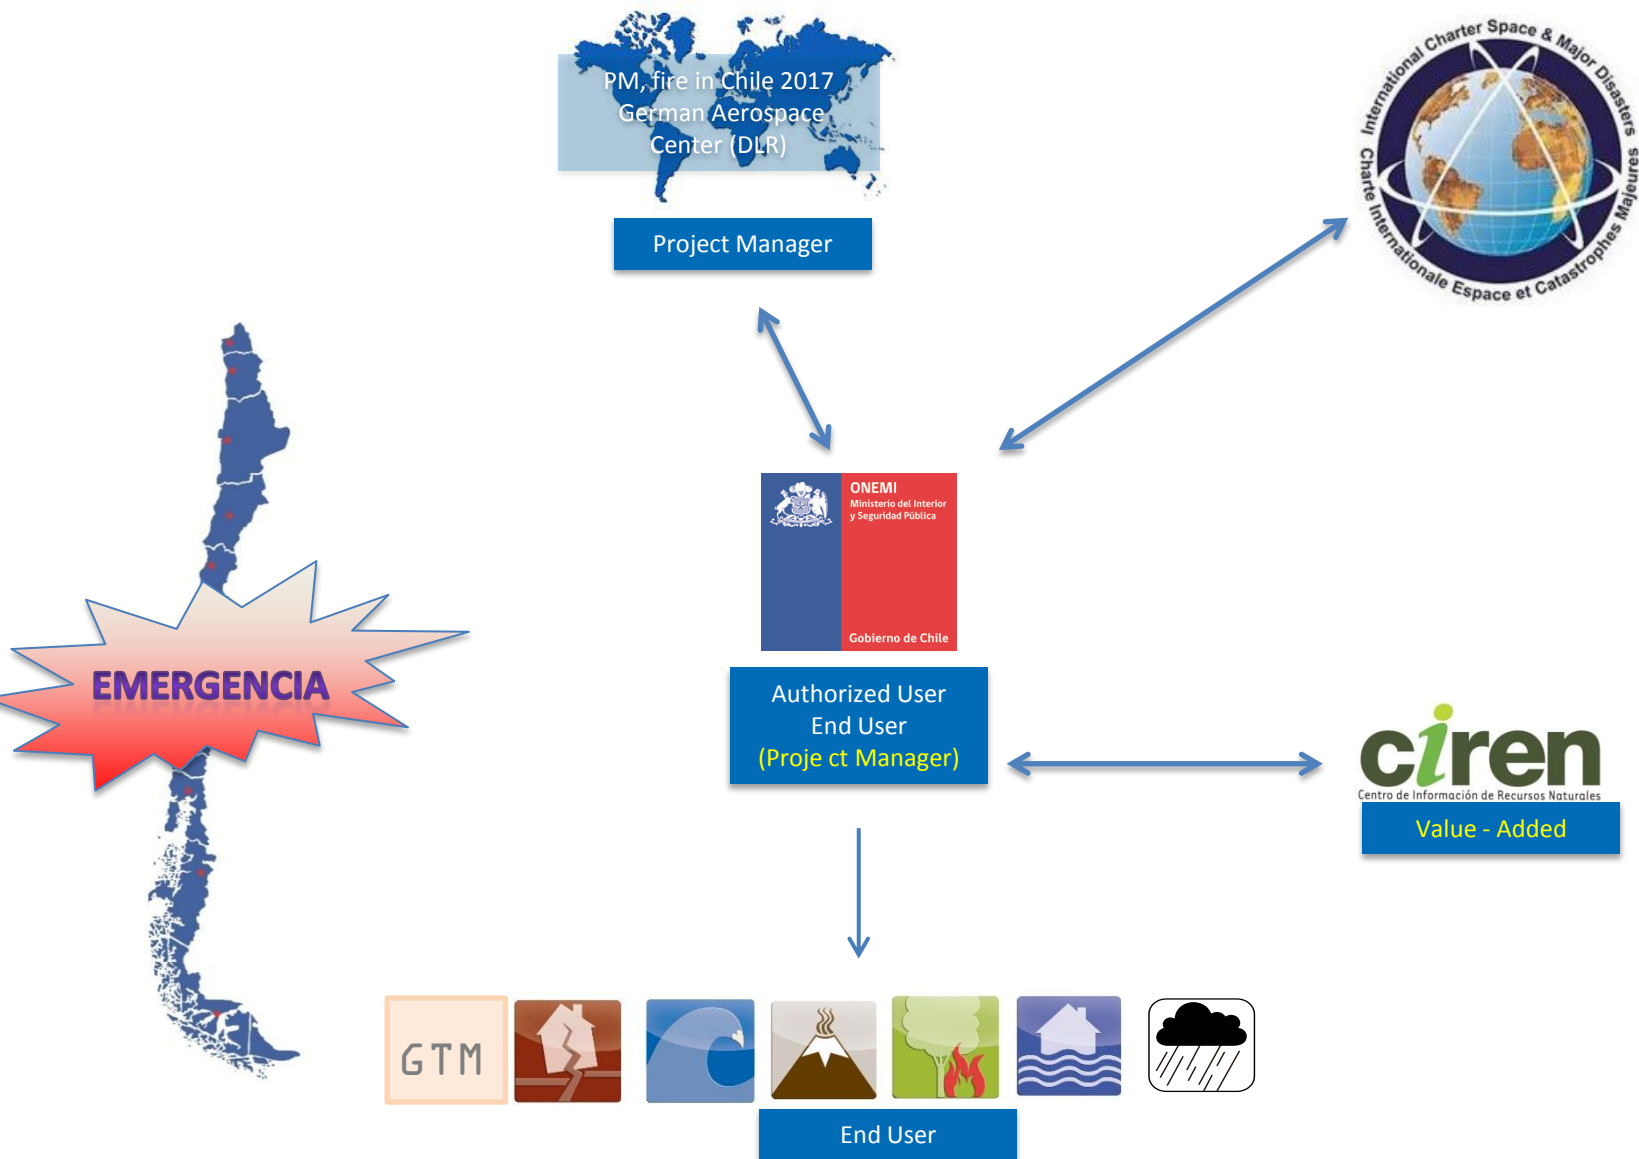 PM, fire in Chile 2017
German Aerospace
Center (DLR)
Project Manager
International Charter Space & Major Disasters
Charte Internationale Espace et Catastrophes Majeures
ONEMI
Ministerio del Interior
y Seguridad Pública
Gobierno de Chile
EMERGENCIA
Authorized User
End User
(Proje ct Manager)
ciren
Centro de Información de Recursos Naturales
Value - Added
GTM
End User